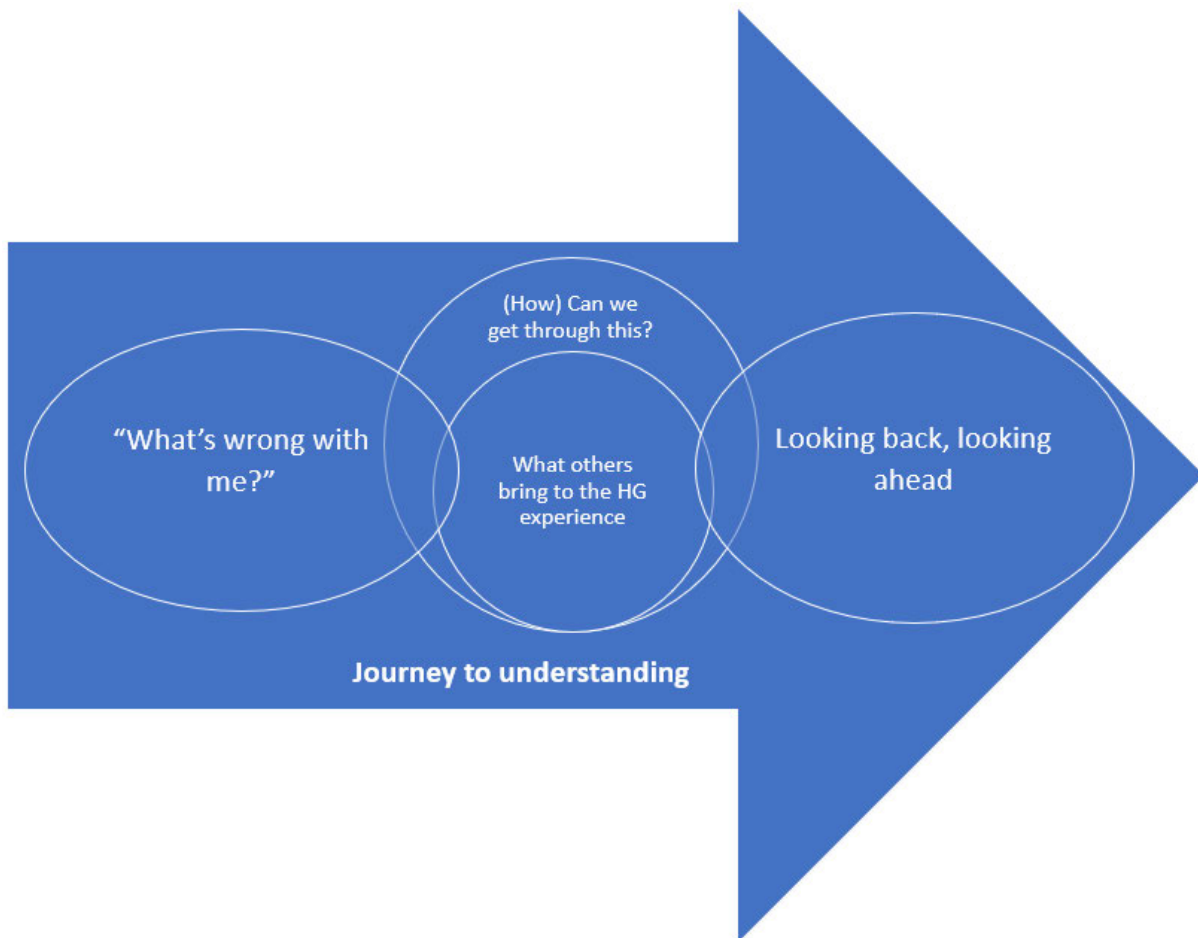 (How) Can we
get through this?
“What’s wrong with
me?”
What others
bring to the HG
experience
Looking back, looking
ahead
Journey to understanding